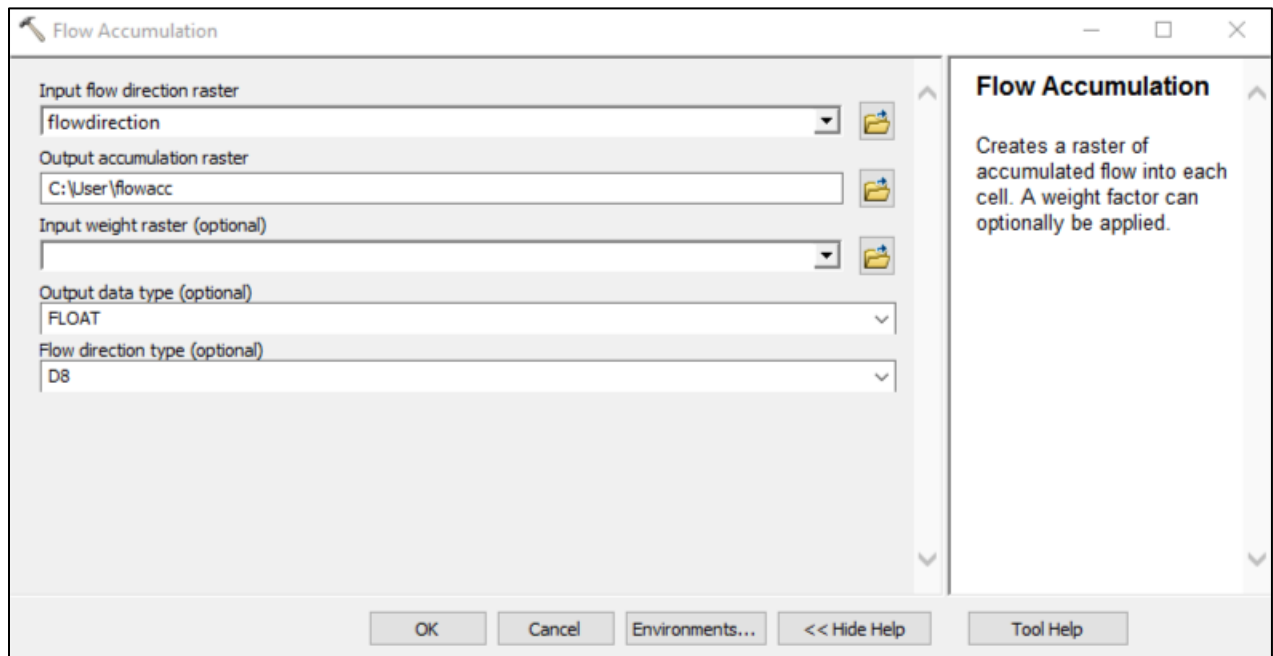 Flow Accumulation
Input flow direction raster
flowdirection
Output accumulation raster
C:\User\flowacc
Input weight raster (optional)
Output data type (optional)
FLOAT
Flow direction type (optional)
D8
Flow Accumulation
Creates a raster of
accumulated flow into each
cell. A weight factor can
optionally be applied.
OK
Cancel
Environments...
<< Hide Help
Tool Help